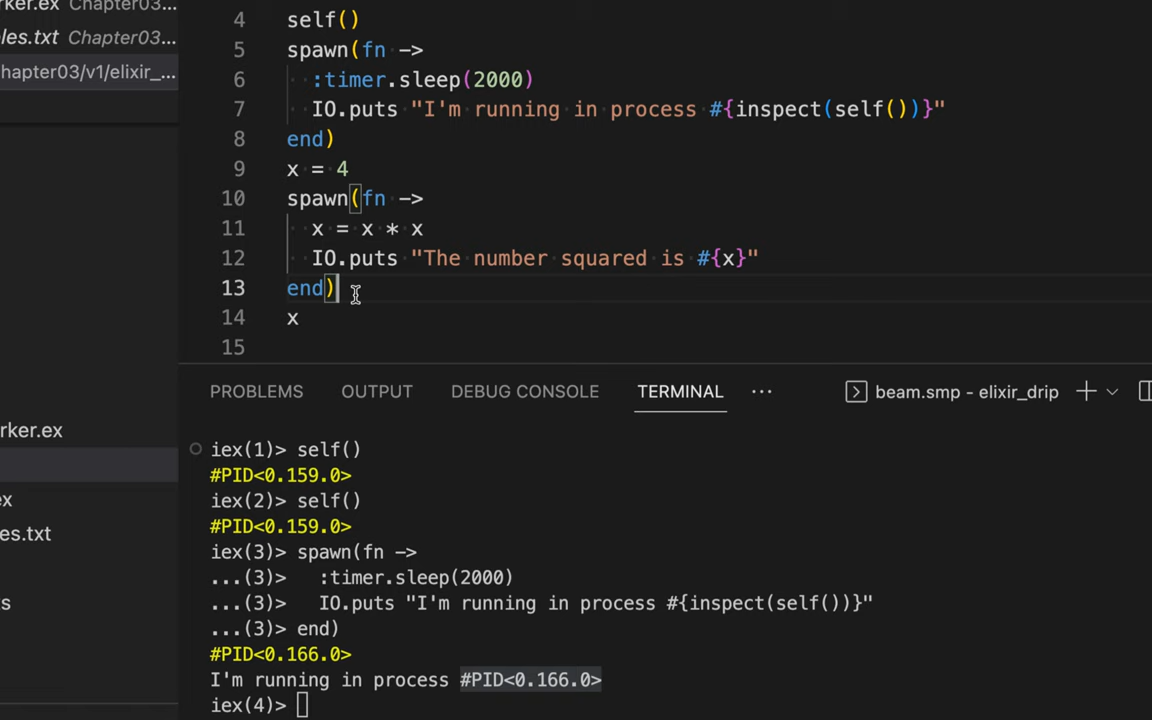 rker.ex Chapter03...
les.txt Chapter03...
hapter03/v1/elixir_...
rker.ex
ex
es.txt
s
4 self()
5 spawn(fn ->
6 :timer.sleep(2000)
7 IO.puts "I'm running in process #{inspect(self())}"
8 end)
9 x = 4
10 spawn(fn ->
11 x = x * x
12 IO.puts "The number squared is #{x}"
13 end)
14 x
15
PROBLEMS OUTPUT DEBUG CONSOLE TERMINAL ... beam.smp - elixir_drip
iex(1)> self()
#PID<0.159.0>
iex(2)> self()
#PID<0.159.0>
iex(3)> spawn(fn ->
...(3)> :timer.sleep(2000)
...(3)> IO.puts "I'm running in process #{inspect(self())}"
...(3)> end)
#PID<0.166.0>
I'm running in process #PID<0.166.0>
iex(4)>